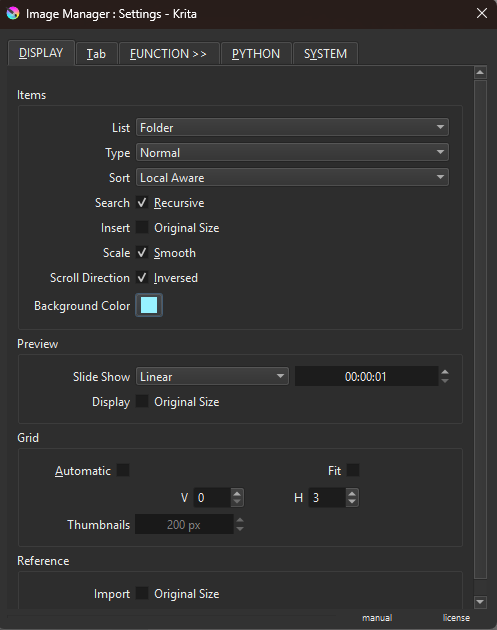 Image Manager : Settings - Krita
DISPLAY Tab FUNCTION >> PYTHON SYSTEM
Items
List Folder
Type Normal
Sort Local Aware
Search Recursive
Insert Original Size
Scale Smooth
Scroll Direction Inversed
Background Color
Preview
Slide Show Linear 00:00:01
Display Original Size
Grid
Automatic Fit
V 0 H 3
Thumbnails 200 px
Reference
Import Original Size
manual license